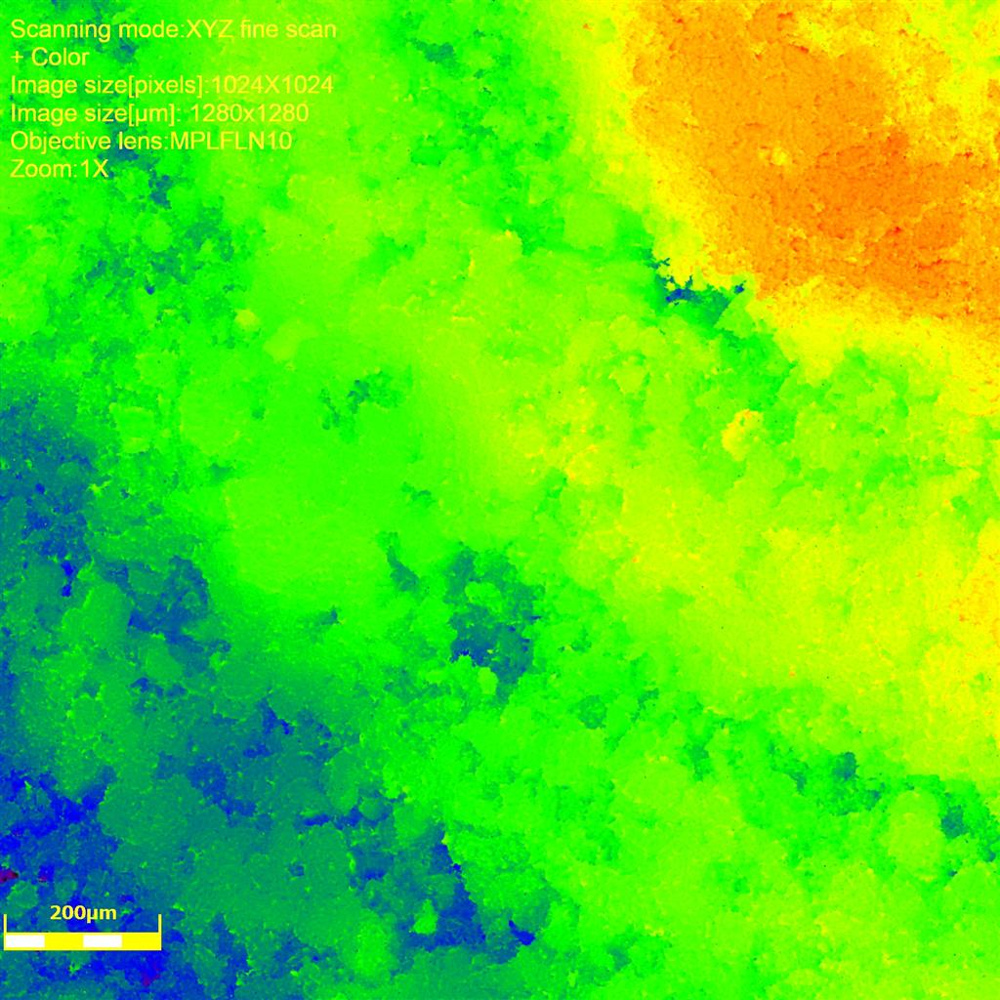 Scanning mode:XYZ fine scan
+ Color
Image size[pixels]:1024X1024
Image size[µm]: 1280x1280
Objective lens:MPLFLN10
Zoom:1X
200µm